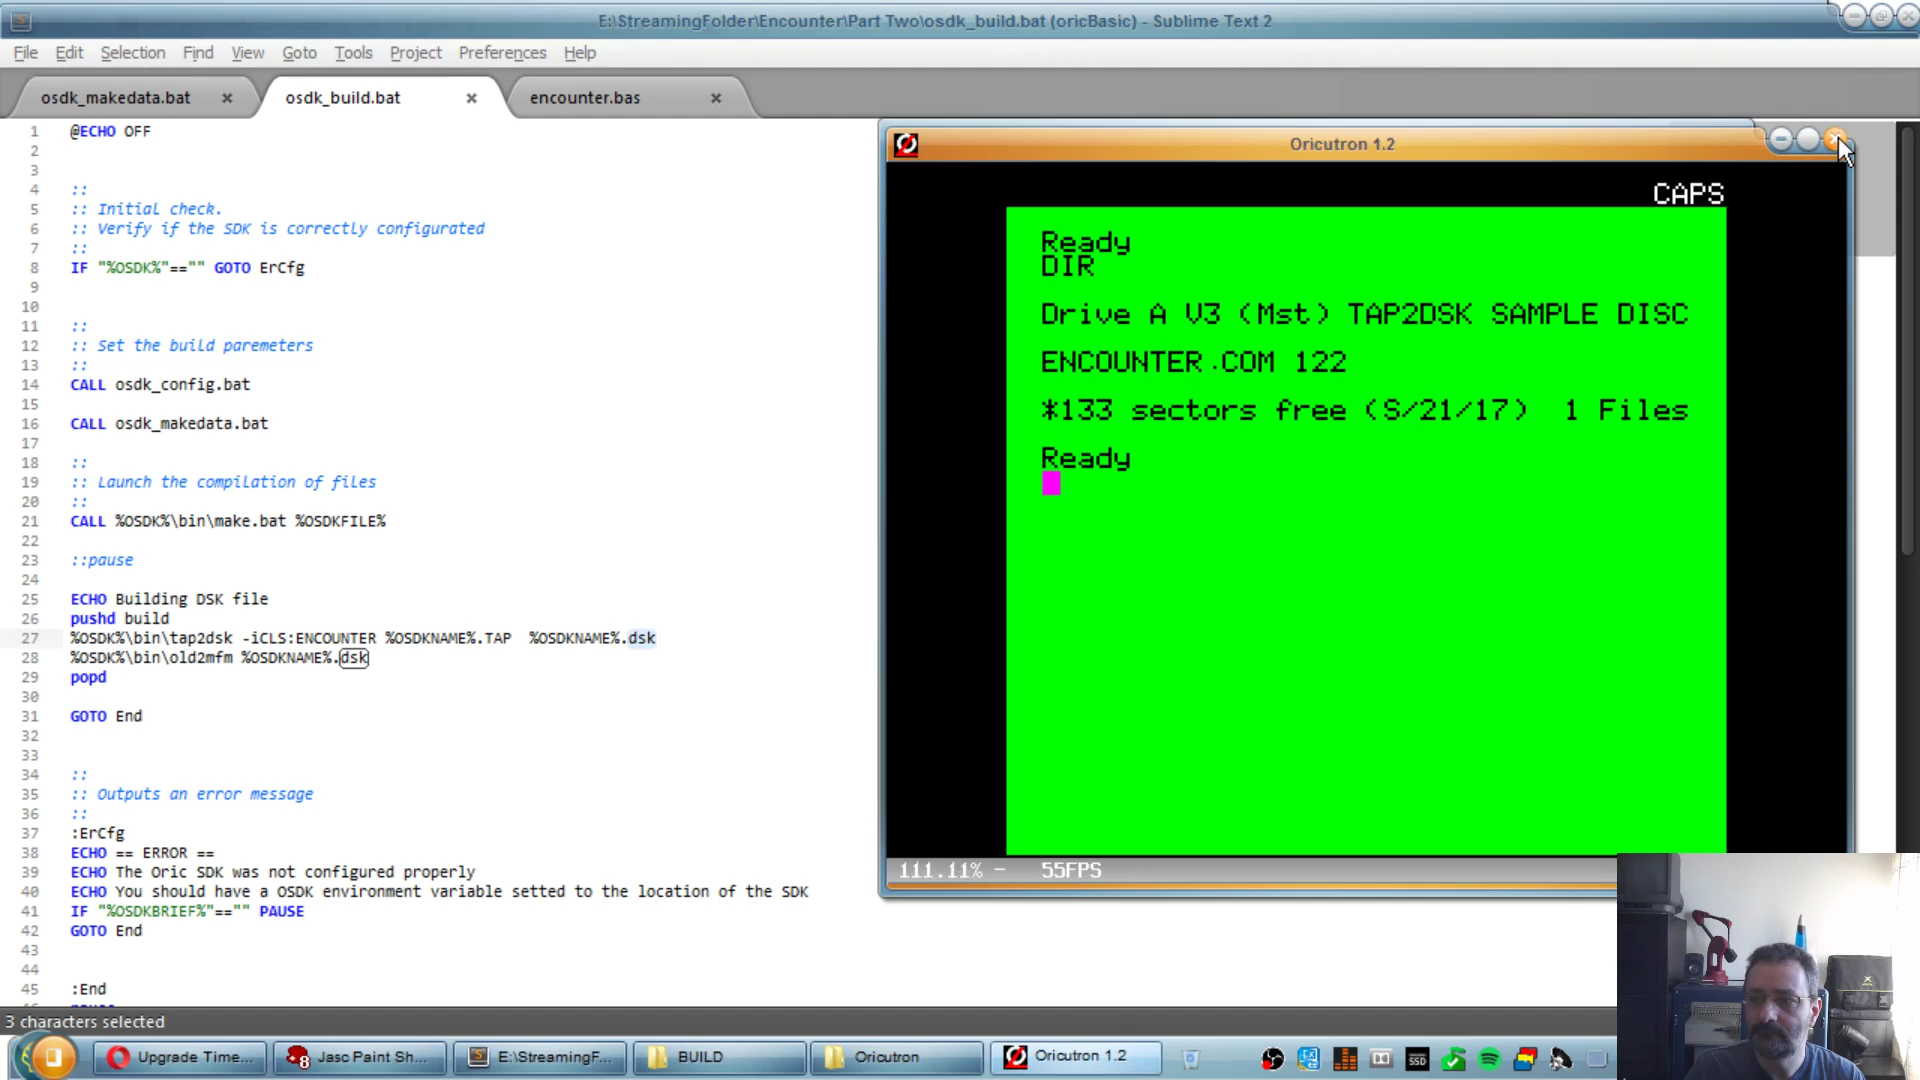 E:\StreamingFolder\Encounter\Part Two\osdk_build.bat (oricBasic) - Sublime Text 2
File Edit Selection Find View Goto Tools Project Preferences Help
osdk_makedata.bat × osdk_build.bat × encounter.bas ×
1 @ECHO OFF
2
3
4 ::
5 :: Initial check.
6 :: Verify if the SDK is correctly configurated
7 ::
8 IF "%OSDK%"=="" GOTO ErCfg
9
10
11 ::
12 :: Set the build paremeters
13 ::
14 CALL osdk_config.bat
15
16 CALL osdk_makedata.bat
17
18 ::
19 :: Launch the compilation of files
20 ::
21 CALL %OSDK%\bin\make.bat %OSDKFILE%
22
23 ::pause
24
25 ECHO Building DSK file
26 pushd build
27 %OSDK%\bin\tap2dsk -iCLS:ENCOUNTER %OSDKNAME%.TAP %OSDKNAME%.dsk
28 %OSDK%\bin\old2mfm %OSDKNAME%.dsk
29 popd
30
31 GOTO End
32
33
34 ::
35 :: Outputs an error message
36 ::
37 :ErCfg
38 ECHO == ERROR ==
39 ECHO The Oric SDK was not configured properly
40 ECHO You should have a OSDK environment variable setted to the location of the SDK
41 IF "%OSDKBRIEF%"=="" PAUSE
42 GOTO End
43
44
45 :End
Oricutron 1.2
CAPS
Ready
DIR
Drive A V3 (Mst) TAP2DSK SAMPLE DISC
ENCOUNTER.COM 122
*133 sectors free (S/21/17) 1 Files
Ready
111.11% - 55FPS
3 characters selected
Upgrade Time... Jasc Paint Sh... E:\StreamingF... BUILD Oricutron Oricutron 1.2
SSD